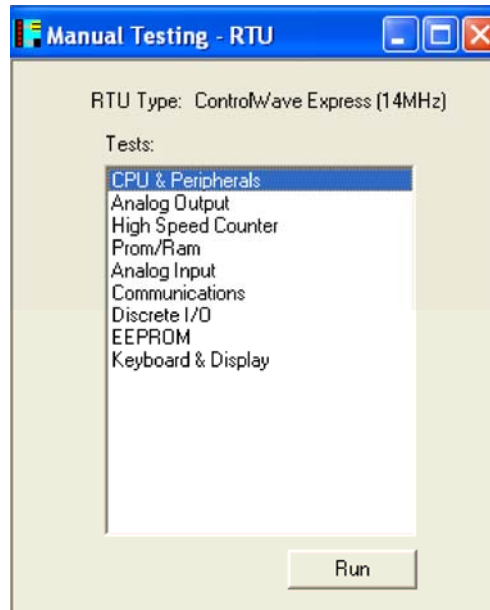 Manual Testing - RTU
RTU Type: ControlWave Express (14MHz)
Tests:
CPU & Peripherals
Analog Output
High Speed Counter
Prom/Ram
Analog Input
Communications
Discrete I/O
EEPROM
Keyboard & Display
Run